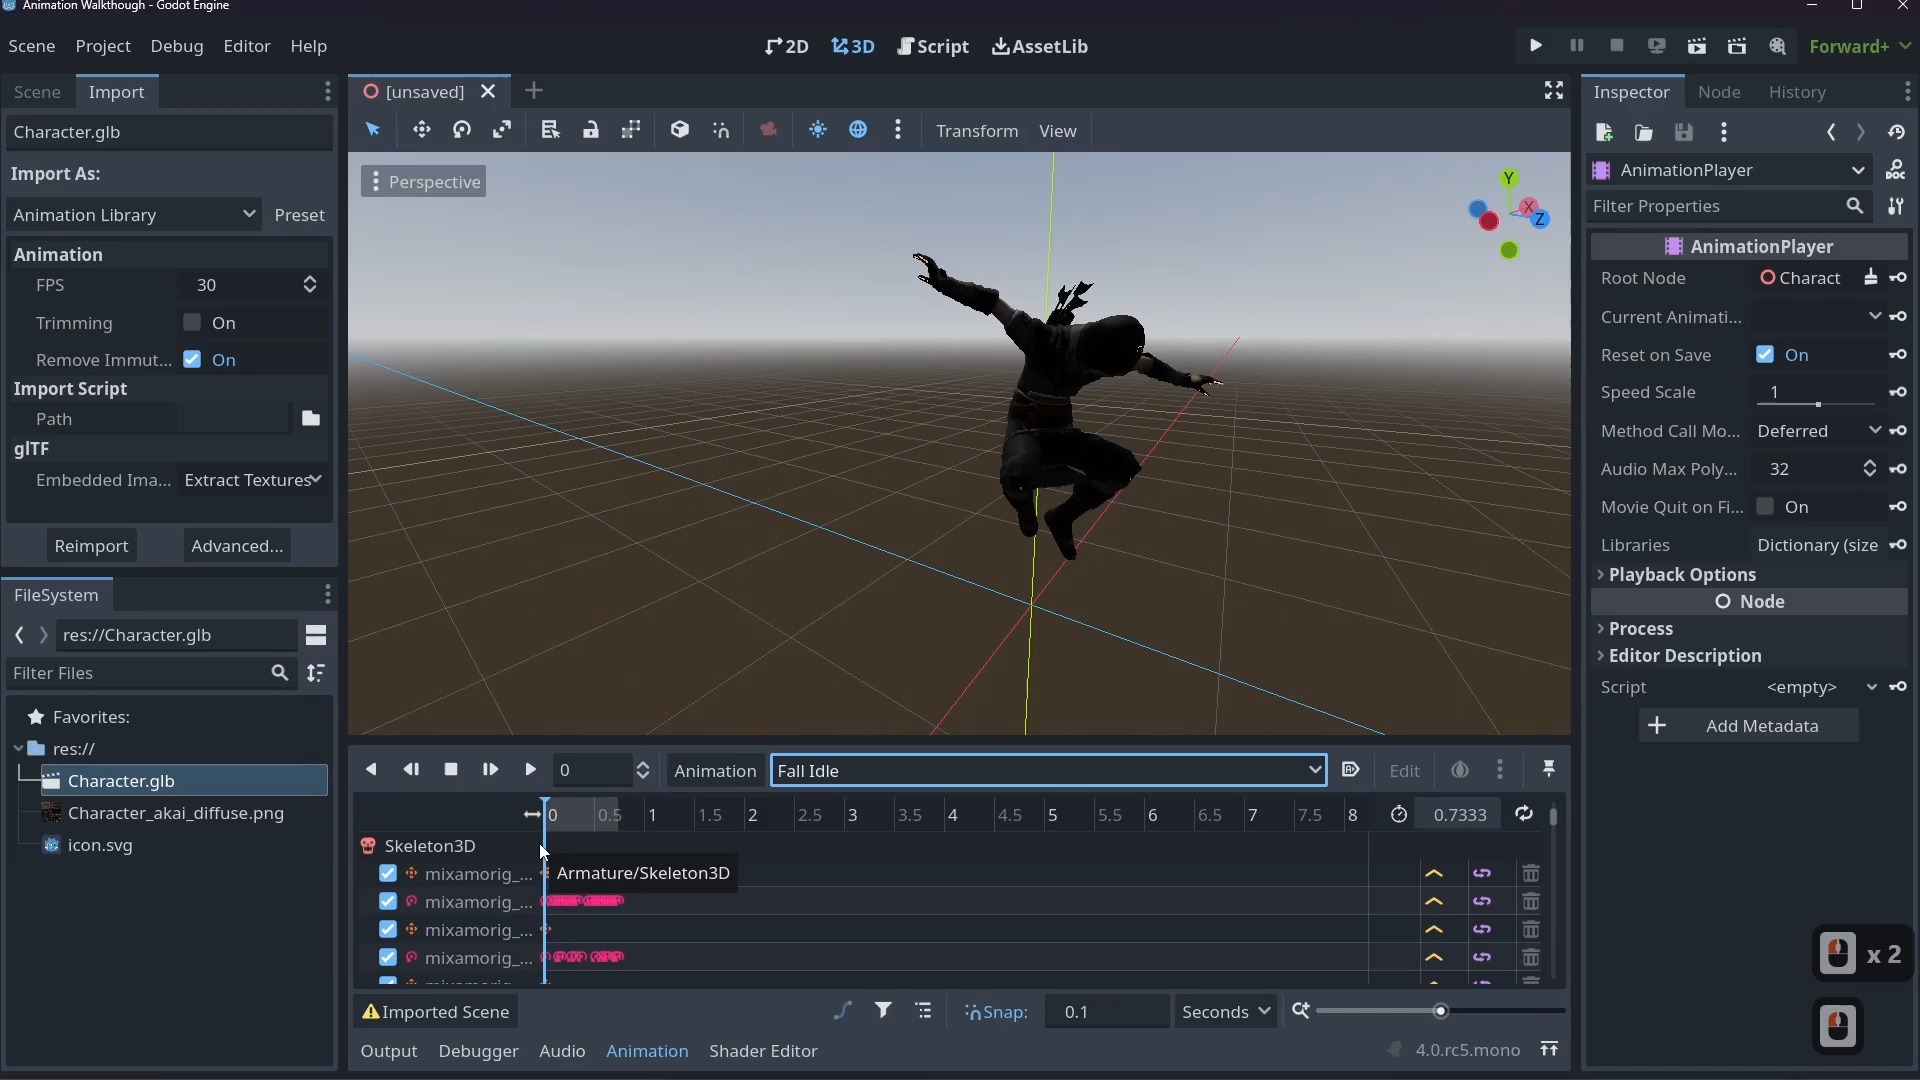 Animation Walkthough - Godot Engine
Scene Project Debug Editor Help
2D 3D Script AssetLib
Forward+
Scene Import
Character.glb
Import As:
Animation Library Preset
Animation
FPS 30
Trimming On
Remove Immut... On
Import Script
Path
glTF
Embedded Ima... Extract Textures
Reimport Advanced...
FileSystem
res://Character.glb
Filter Files
Favorites:
res://
Character.glb
Character_akai_diffuse.png
icon.svg
[unsaved]
Transform View
Perspective
Y
X
Z
0 Animation Fall Idle Edit
0 0.5 1 1.5 2 2.5 3 3.5 4 4.5 5 5.5 6 6.5 7 7.5 8 0.7333
Skeleton3D
mixamorig_... Armature/Skeleton3D
mixamorig_...
mixamorig_...
mixamorig_...
Imported Scene Snap: 0.1 Seconds
Output Debugger Audio Animation Shader Editor 4.0.rc5.mono
Inspector Node History
AnimationPlayer
Filter Properties
AnimationPlayer
Root Node Charact
Current Animati...
Reset on Save On
Speed Scale 1
Method Call Mo... Deferred
Audio Max Poly... 32
Movie Quit on Fi... On
Libraries Dictionary (size
Playback Options
Node
Process
Editor Description
Script <empty>
Add Metadata
x 2